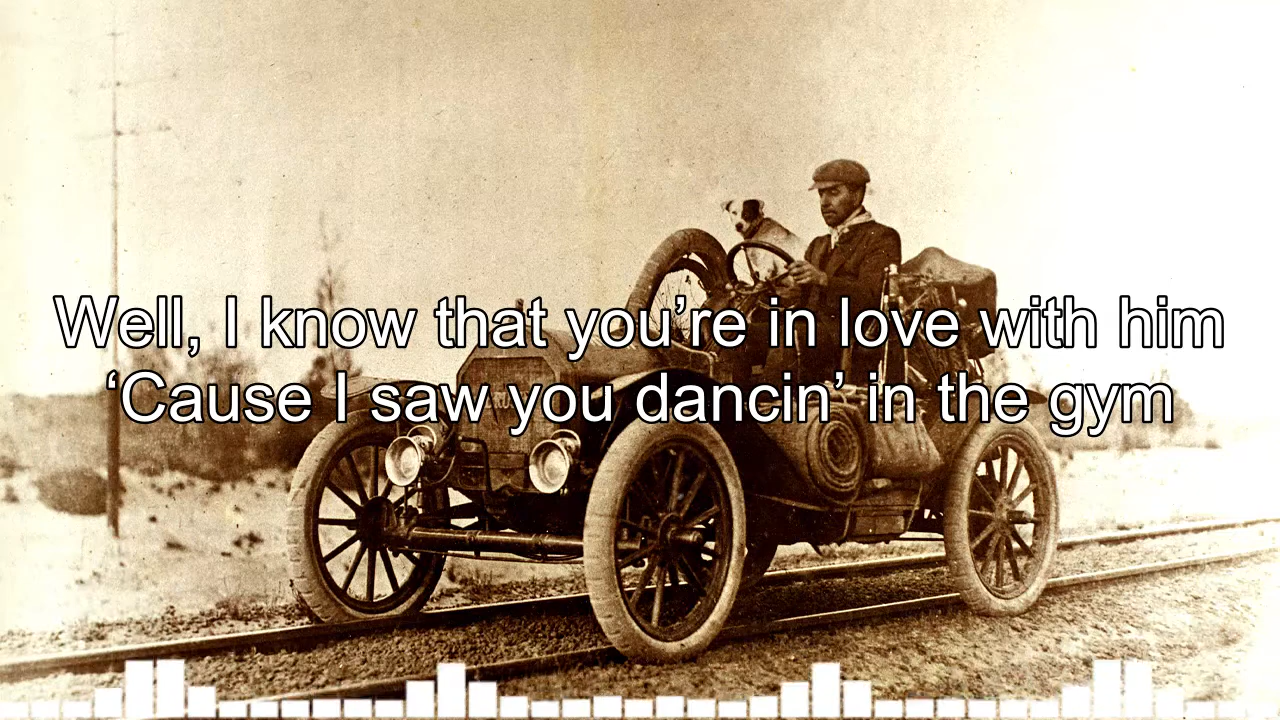 Well, I know that you’re in love with him
‘Cause I saw you dancin’ in the gym